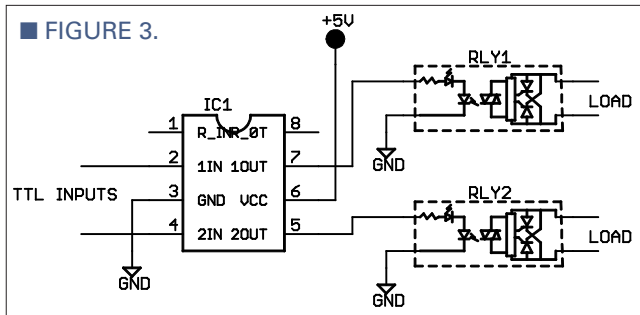 ■ FIGURE 3.
+5V
RLY1
LOAD
GND
IC1
1 R_INR_0T 8
2 1IN 1OUT 7
TTL INPUTS
3 GND VCC 6
4 2IN 2OUT 5
GND
RLY2
LOAD
GND